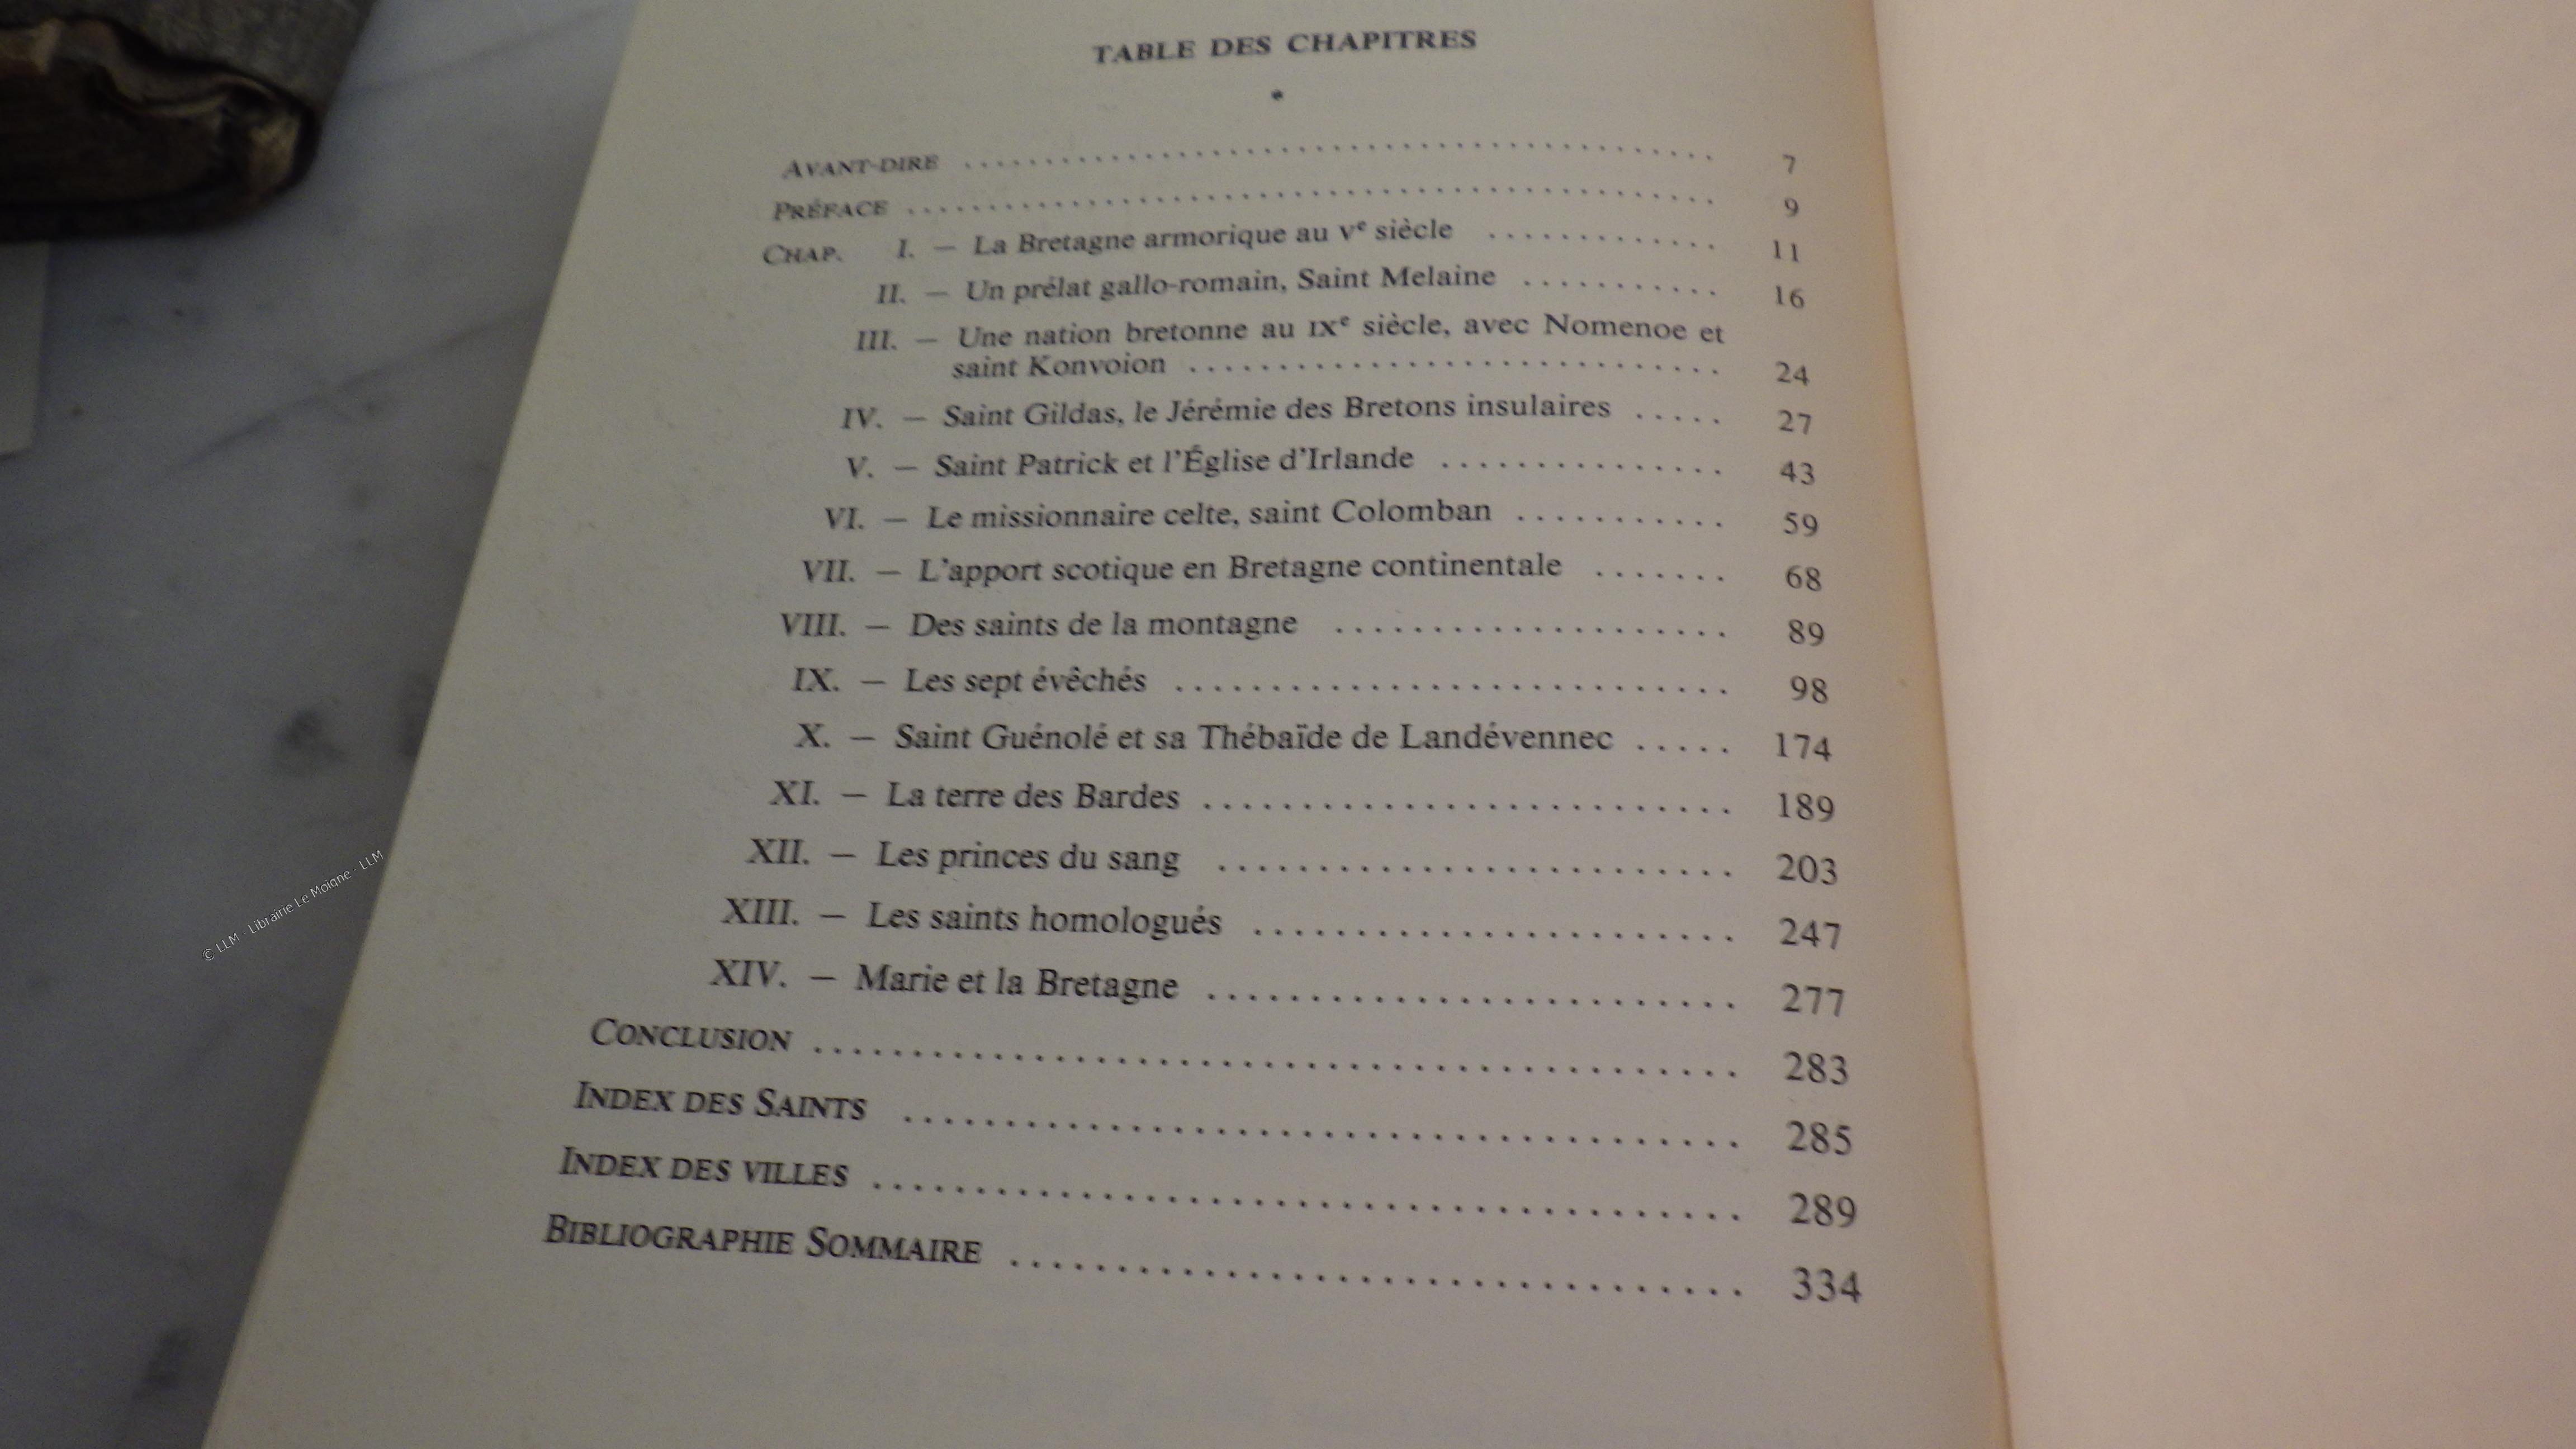 TABLE DES CHAPITRES
*
AVANT-DIRE ........ 7
PRÉFACE ........ 9
CHAP. I. — La Bretagne armorique au Ve siècle ........ 11
II. — Un prélat gallo-romain, Saint Melaine ........ 16
III. — Une nation bretonne au IXe siècle, avec Nomenoe et
saint Konvoion ........ 24
IV. — Saint Gildas, le Jérémie des Bretons insulaires ..... 27
V. — Saint Patrick et l'Église d'Irlande ........ 43
VI. — Le missionnaire celte, saint Colomban ........ 59
VII. — L'apport scotique en Bretagne continentale ....... 68
VIII. — Des saints de la montagne ........ 89
IX. — Les sept évêchés ........ 98
X. — Saint Guénolé et sa Thébaïde de Landévennec ..... 174
XI. — La terre des Bardes ........ 189
XII. — Les princes du sang ........ 203
XIII. — Les saints homologués ........ 247
XIV. — Marie et la Bretagne ........ 277
CONCLUSION ........ 283
INDEX DES SAINTS ........ 285
INDEX DES VILLES ........ 289
BIBLIOGRAPHIE SOMMAIRE ........ 334
© LLM - Librairie Le Moigne - LLM